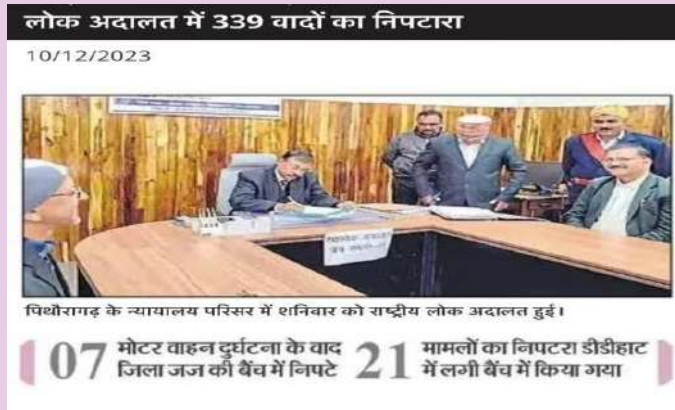 लोक अदालत में 339 वादों का निपटारा
10/12/2023
पिथौरागढ़ के न्यायालय परिसर में शनिवार को राष्ट्रीय लोक अदालत हुई।
07 मोटर वाहन दुर्घटना के वाद
जिला जज की बैंच में निपटे
21 मामलों का निपटरा डीडीहाट
में लगी बैंच में किया गया